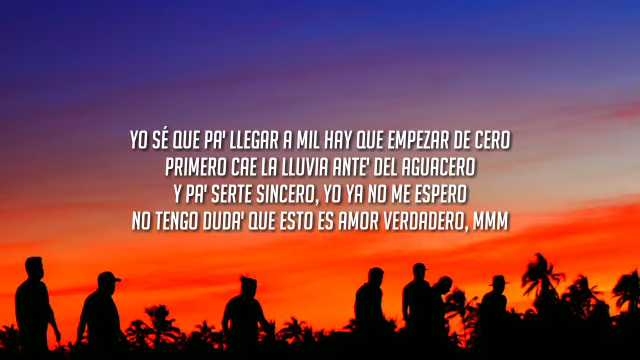 YO SÉ QUE PA' LLEGAR A MIL HAY QUE EMPEZAR DE CERO
PRIMERO CAE LA LLUVIA ANTE' DEL AGUACERO
Y PA' SERTE SINCERO, YO YA NO ME ESPERO
NO TENGO DUDA' QUE ESTO ES AMOR VERDADERO, MMM